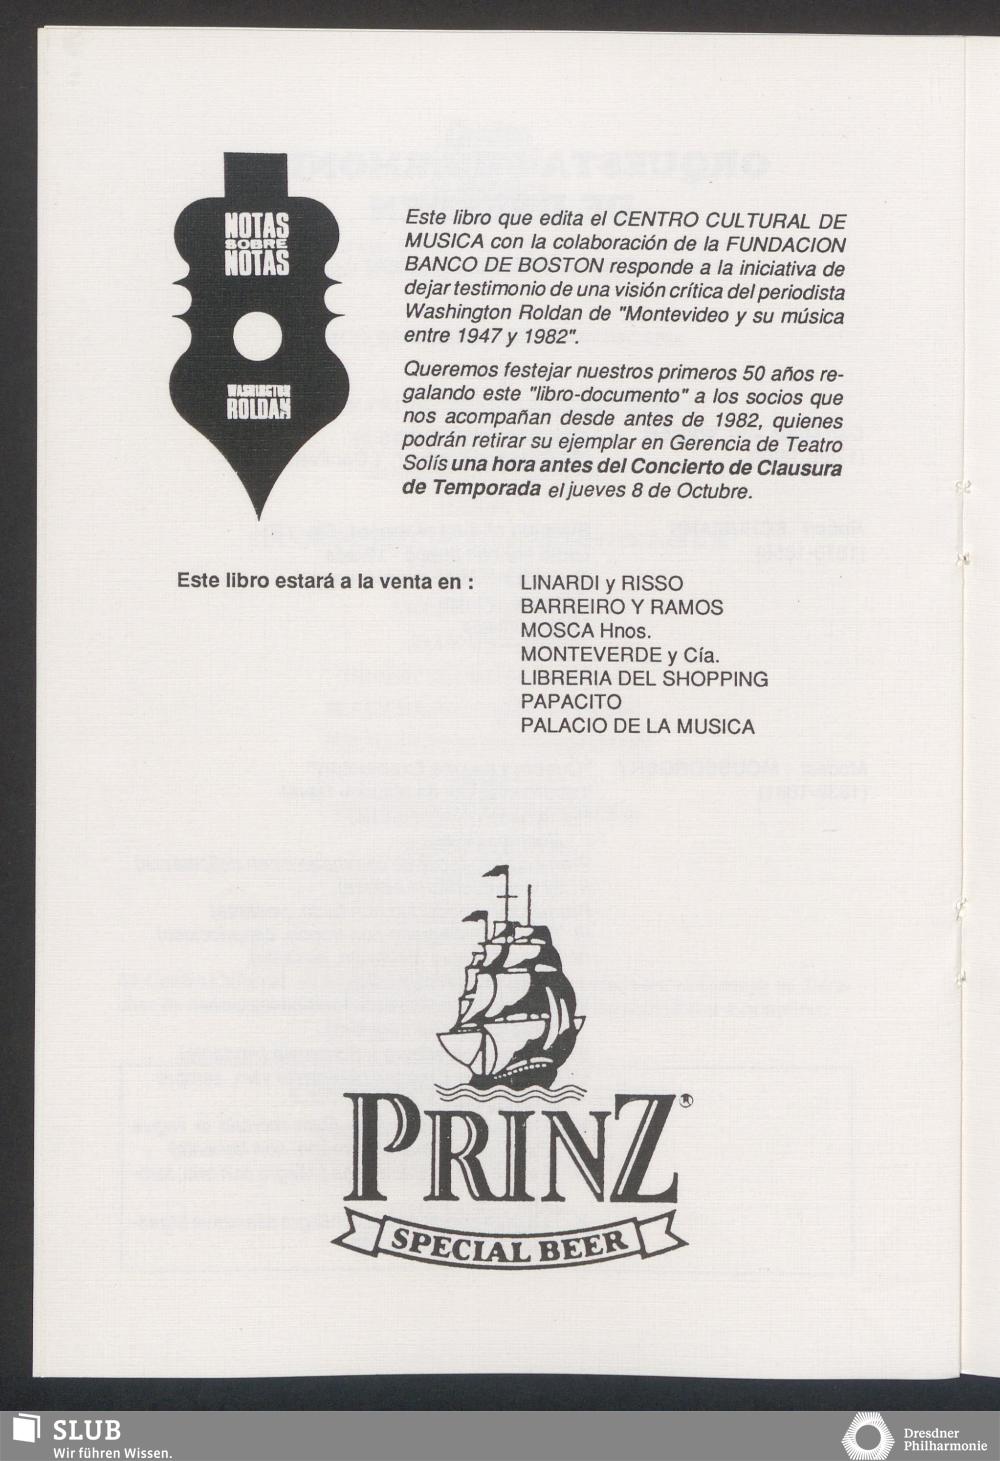 NOTAS
SOBRE
NOTAS
WASHINGTON
ROLDAN
Este libro que edita el CENTRO CULTURAL DE
MUSICA con la colaboración de la FUNDACION
BANCO DE BOSTON responde a la iniciativa de
dejar testimonio de una visión crítica del periodista
Washington Roldan de "Montevideo y su música
entre 1947 y 1982".
Queremos festejar nuestros primeros 50 años re-
galando este "libro-documento" a los socios que
nos acompañan desde antes de 1982, quienes
podrán retirar su ejemplar en Gerencia de Teatro
Solís una hora antes del Concierto de Clausura
de Temporada el jueves 8 de Octubre.
Este libro estará a la venta en :
LINARDI y RISSO
BARREIRO Y RAMOS
MOSCA Hnos.
MONTEVERDE y Cía.
LIBRERIA DEL SHOPPING
PAPACITO
PALACIO DE LA MUSICA
PRINZ®
SPECIAL BEER
SLUB
Wir führen Wissen.
Dresdner
Philharmonie